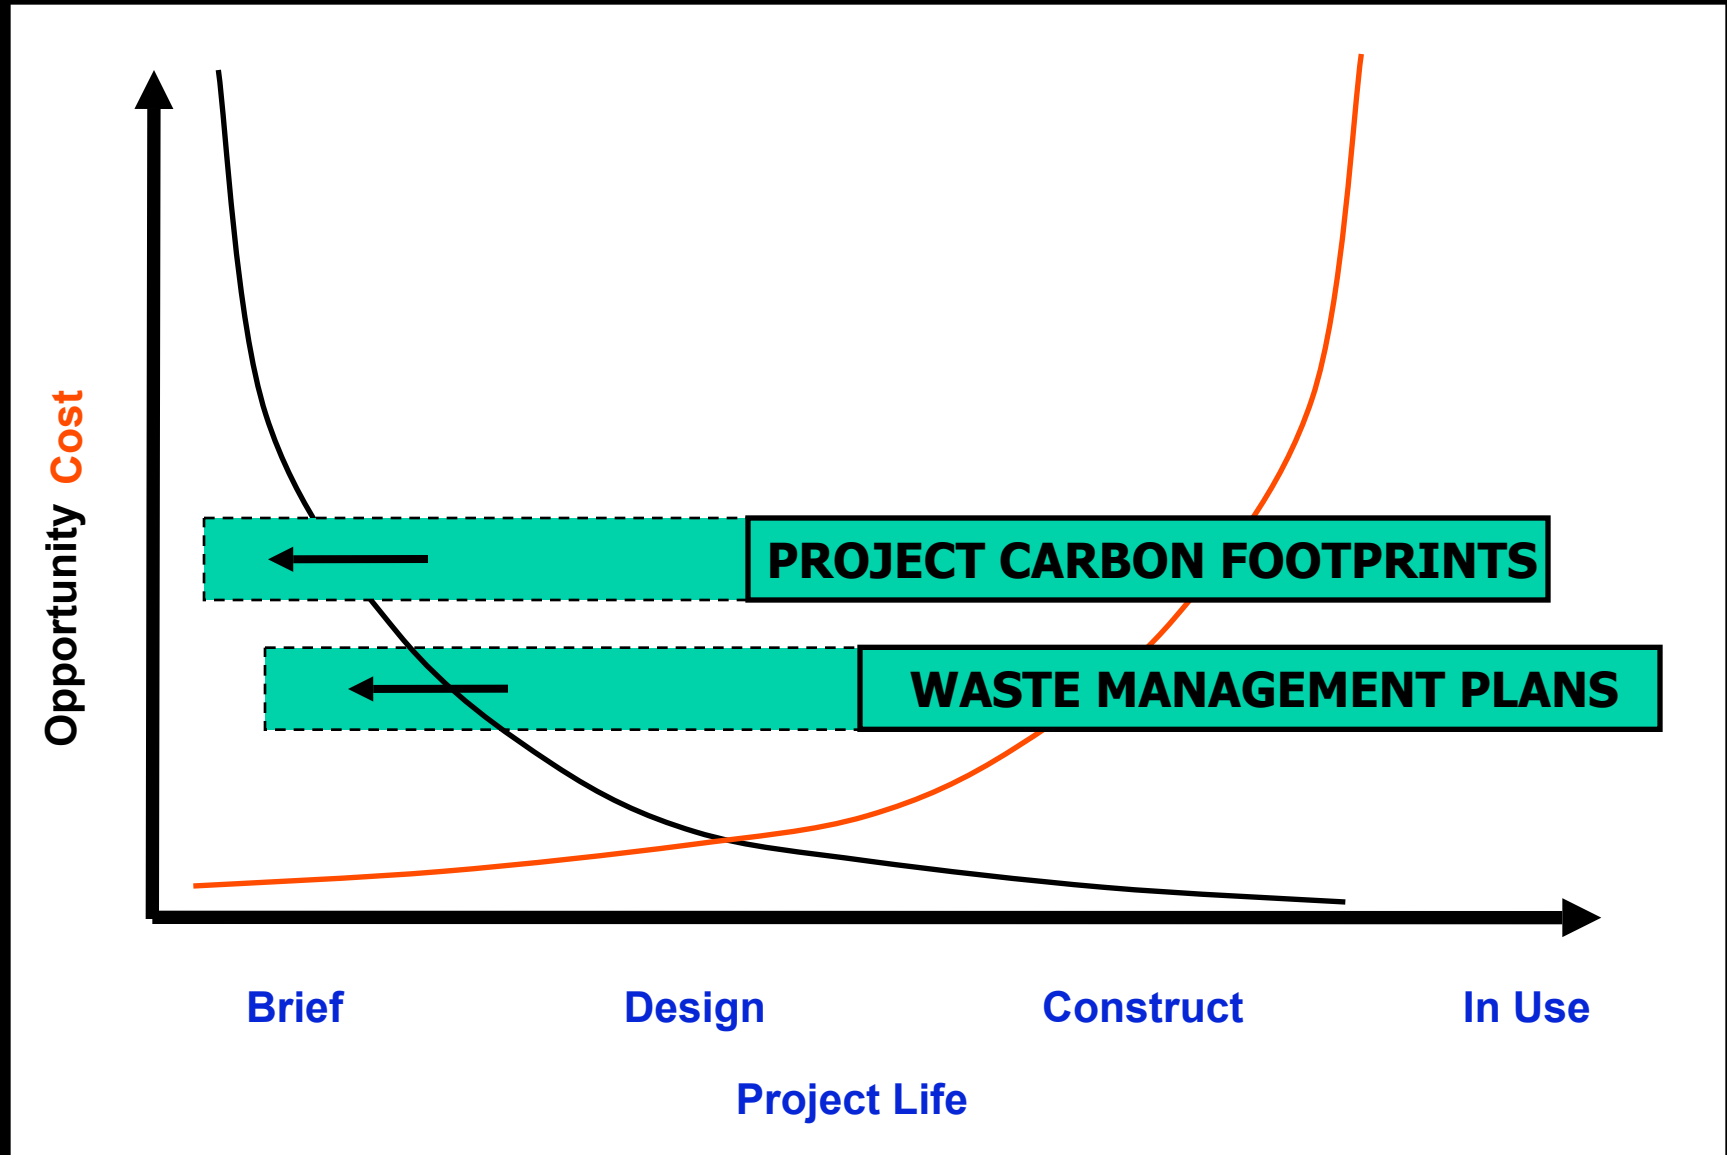 Opportunity Cost
PROJECT CARBON FOOTPRINTS
WASTE MANAGEMENT PLANS
Brief Design Construct In Use
Project Life